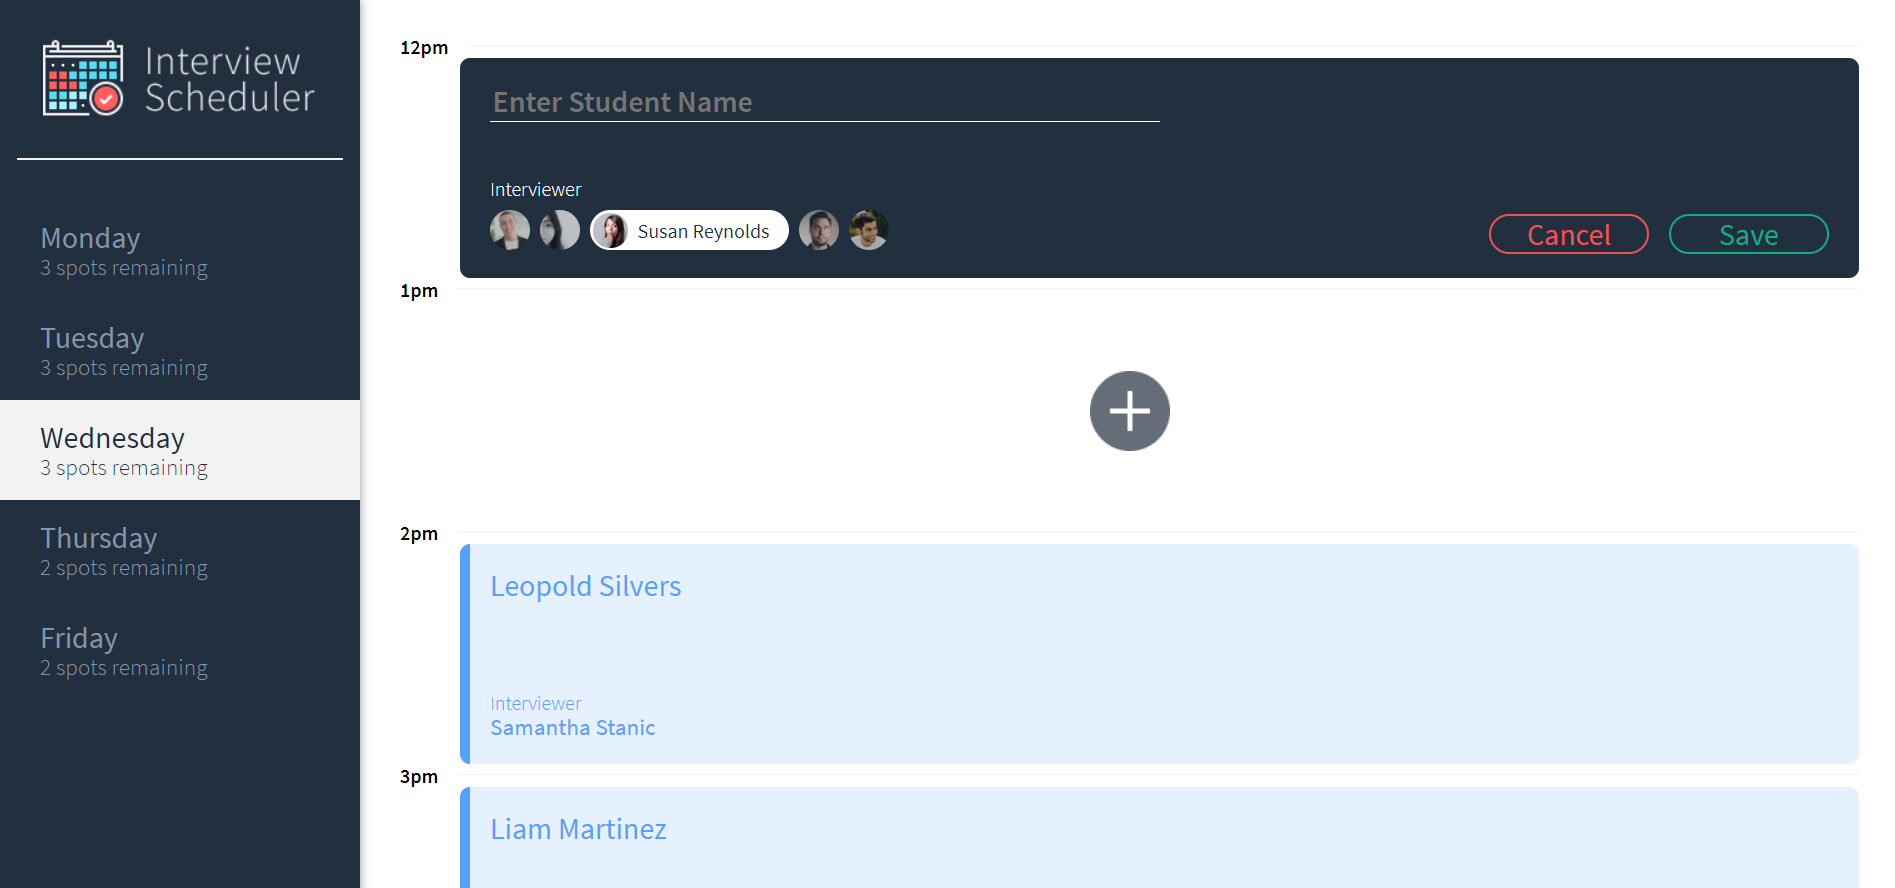 Interview
Scheduler
Monday
3 spots remaining
Tuesday
3 spots remaining
Wednesday
3 spots remaining
Thursday
2 spots remaining
Friday
2 spots remaining
12pm
Enter Student Name
Interviewer
Susan Reynolds
Cancel
Save
1pm
2pm
Leopold Silvers
Interviewer
Samantha Stanic
3pm
Liam Martinez